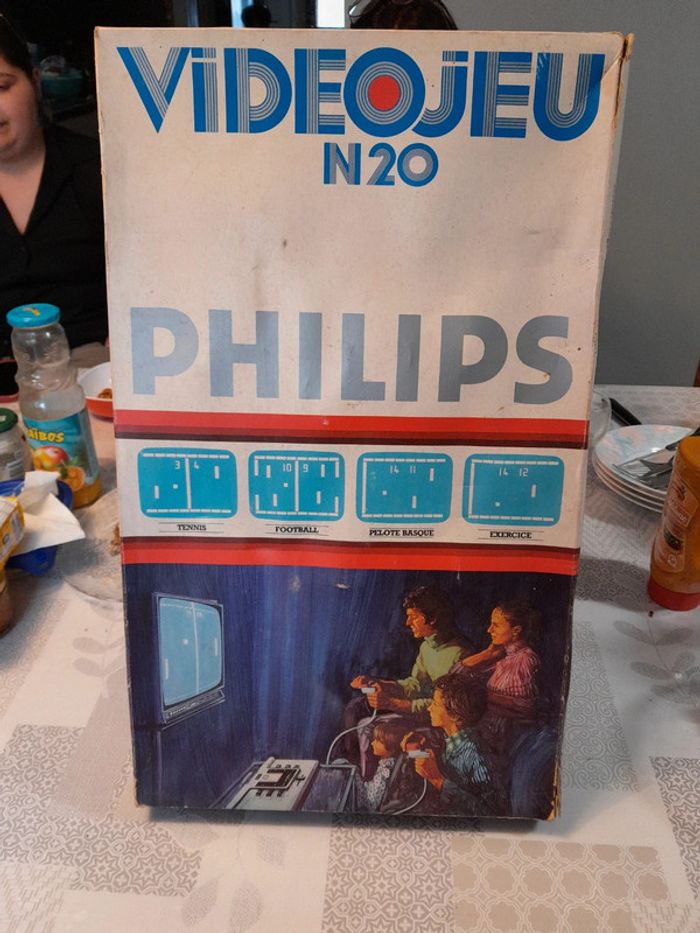 VIDEOJEU
N20
PHILIPS
3 4
10 9
14 11
14 12
TENNIS
FOOTBALL
PELOTE BASQUE
EXERCICE